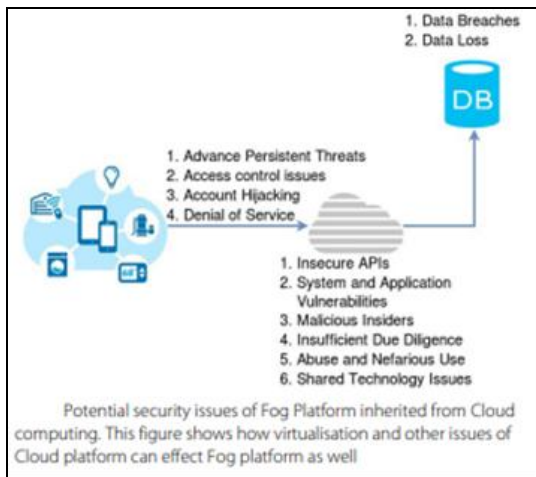 1. Data Breaches
2. Data Loss
DB
1. Advance Persistent Threats
2. Access control issues
3. Account Hijacking
4. Denial of Service
1. Insecure APIs
2. System and Application
Vulnerabilities
3. Malicious Insiders
4. Insufficient Due Diligence
5. Abuse and Nefarious Use
6. Shared Technology Issues
Potential security issues of Fog Platform inherited from Cloud
computing. This figure shows how virtualisation and other issues of
Cloud platform can effect Fog platform as well